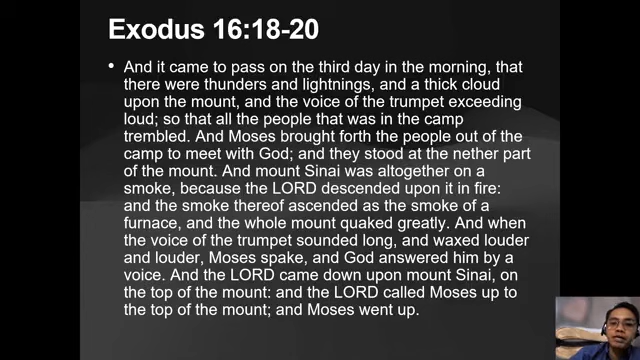 Exodus 16:18-20
• And it came to pass on the third day in the morning, that
there were thunders and lightnings, and a thick cloud
upon the mount, and the voice of the trumpet exceeding
loud; so that all the people that was in the camp
trembled. And Moses brought forth the people out of the
camp to meet with God; and they stood at the nether part
of the mount. And mount Sinai was altogether on a
smoke, because the LORD descended upon it in fire:
and the smoke thereof ascended as the smoke of a
furnace, and the whole mount quaked greatly. And when
the voice of the trumpet sounded long, and waxed louder
and louder, Moses spake, and God answered him by a
voice. And the LORD came down upon mount Sinai, on
the top of the mount: and the LORD called Moses up to
the top of the mount; and Moses went up.